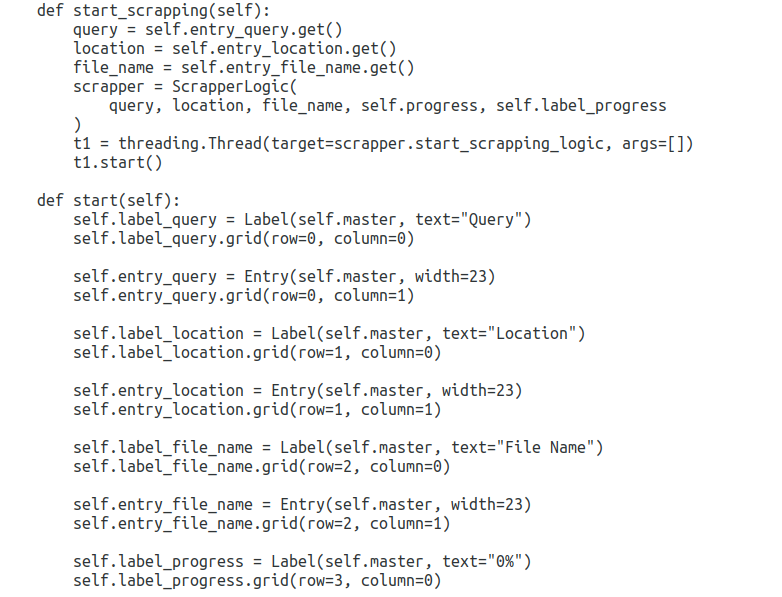 def start_scrapping(self):
    query = self.entry_query.get()
    location = self.entry_location.get()
    file_name = self.entry_file_name.get()
    scrapper = ScrapperLogic(
        query, location, file_name, self.progress, self.label_progress
    )
    t1 = threading.Thread(target=scrapper.start_scrapping_logic, args=[])
    t1.start()

def start(self):
    self.label_query = Label(self.master, text="Query")
    self.label_query.grid(row=0, column=0)

    self.entry_query = Entry(self.master, width=23)
    self.entry_query.grid(row=0, column=1)

    self.label_location = Label(self.master, text="Location")
    self.label_location.grid(row=1, column=0)

    self.entry_location = Entry(self.master, width=23)
    self.entry_location.grid(row=1, column=1)

    self.label_file_name = Label(self.master, text="File Name")
    self.label_file_name.grid(row=2, column=0)

    self.entry_file_name = Entry(self.master, width=23)
    self.entry_file_name.grid(row=2, column=1)

    self.label_progress = Label(self.master, text="0%")
    self.label_progress.grid(row=3, column=0)